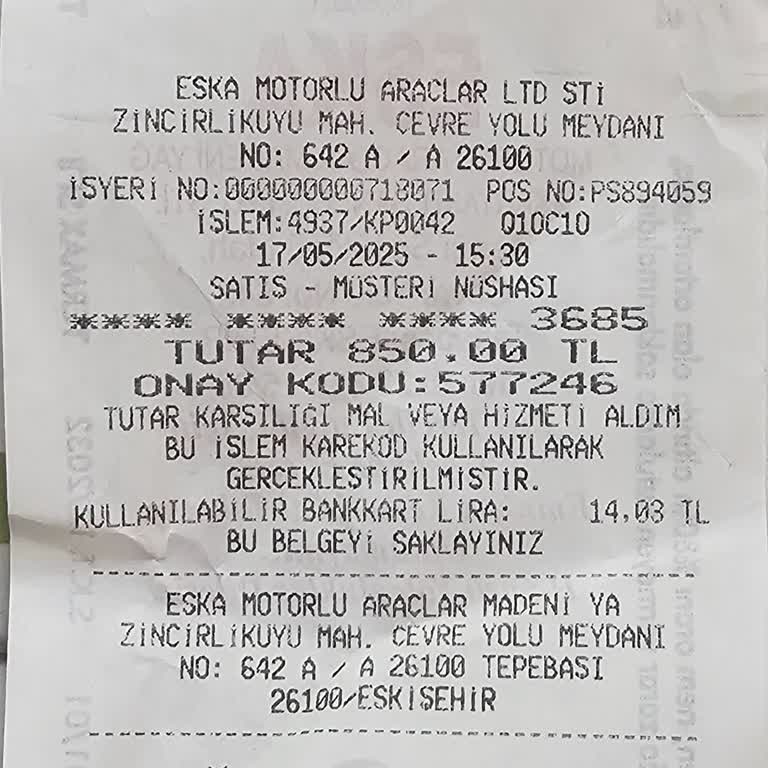 ESKA MOTORLU ARACLAR LTD STİ
ZİNCİRLİKUYU MAH. CEVRE YOLU MEYDANI
NO: 642 A / A 26100
İSYERİ NO:000000000718071 POS NO:PS894059
İSLEM:4937/KP0042 010C10
17/05/2025 - 15:30
SATIS - MÜSTERİ NÜSHASI
**** **** **** 3685
TUTAR 850.00 TL
ONAY KODU:577246
TUTAR KARSILIGI MAL VEYA HİZMETİ ALDIM
BU İSLEM KAREKOD KULLANILARAK
GERCEKLESTİRİLMİSTİR.
KULLANILABİLİR BANKKART LİRA: 14,03 TL
BU BELGEYİ SAKLAYINIZ
ESKA MOTORLU ARACLAR MADENİ YA
ZİNCİRLİKUYU MAH. CEVRE YOLU MEYDANI
NO: 642 A / A 26100 TEPEBASI
26100/ESKİŞEHİR